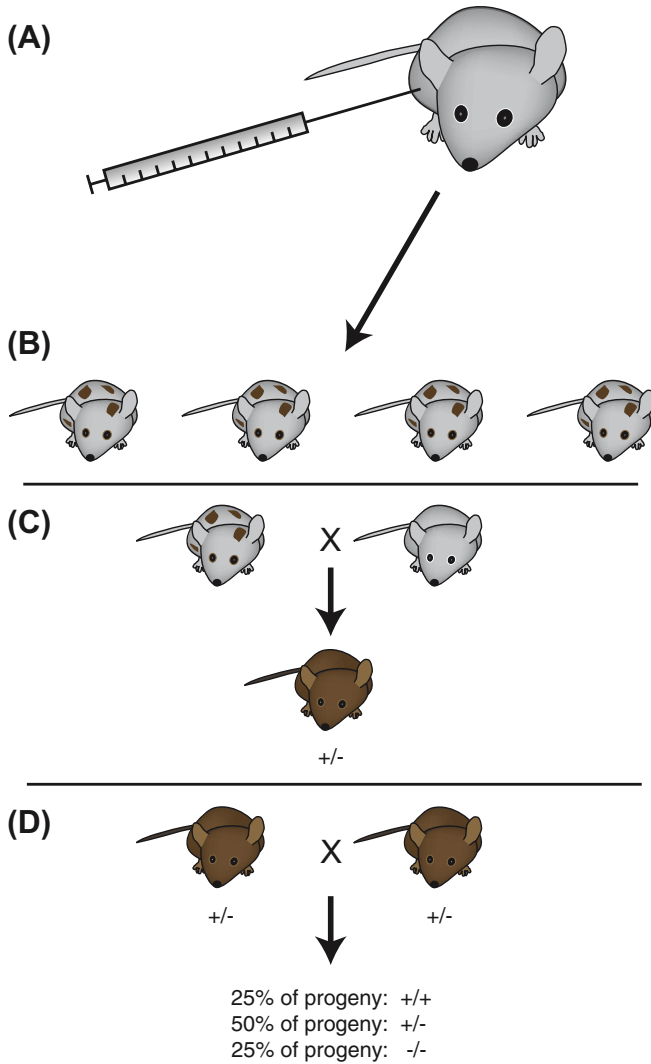 (A)
(B)
(C)
X
+/-
(D)
X
+/- +/-
25% of progeny: +/+
50% of progeny: +/-
25% of progeny: -/-